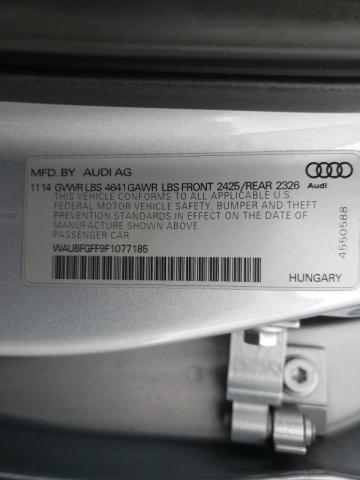 MFD. BY AUDI AG
11 14 GVWR LBS 4641 GAWR LBS FRONT 2425/REAR 2326
THIS VEHICLE CONFORMS TO ALL APPLICABLE U.S.
FEDERAL MOTOR VEHICLE SAFETY, BUMPER AND THEFT
PREVENTION STANDARDS IN EFFECT ON THE DATE
OF MANUFACTURE SHOWN ABOVE
PASSENGER CAR
WAUBFGFF9F1077185
HUNGARY
Audi
4550588